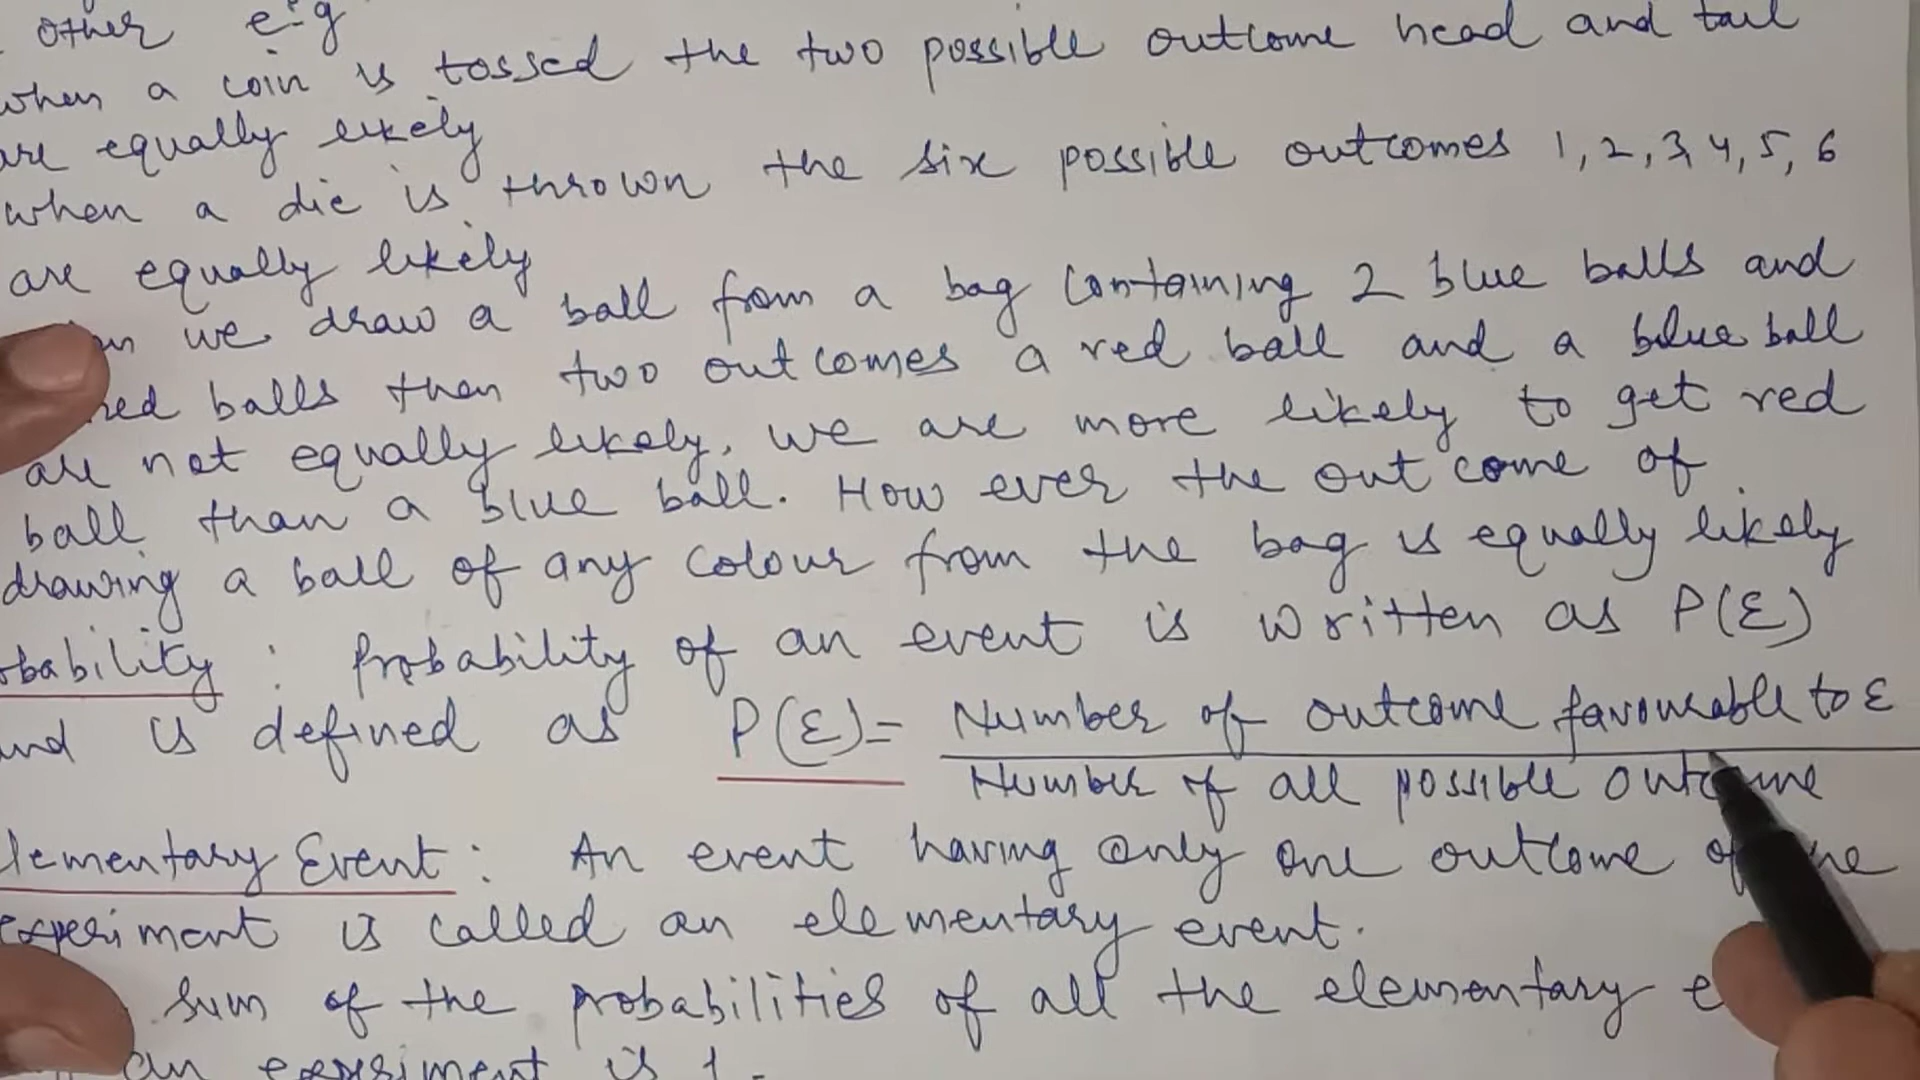 other e.g
when a coin is tossed the two possible outcome head and tail
are equally likely
when a die is thrown the six possible outcomes 1, 2, 3, 4, 5, 6
are equally likely
we draw a ball from a bag containing 2 blue balls and
red balls then two outcomes a red ball and a blue ball
are not equally likely. we are more likely to get red
ball than a blue ball. How ever the out come of
drawing a ball of any colour from the bag is equally likely
obability : Probability of an event is written as P(E)
and is defined as P(E) = Number of outcome favourable to E
Number of all possible outcome
lementary Event : An event having only one outcome of the
experiment is called an elementary event.
sum of the probabilities of all the elementary e
an experiment is 1.